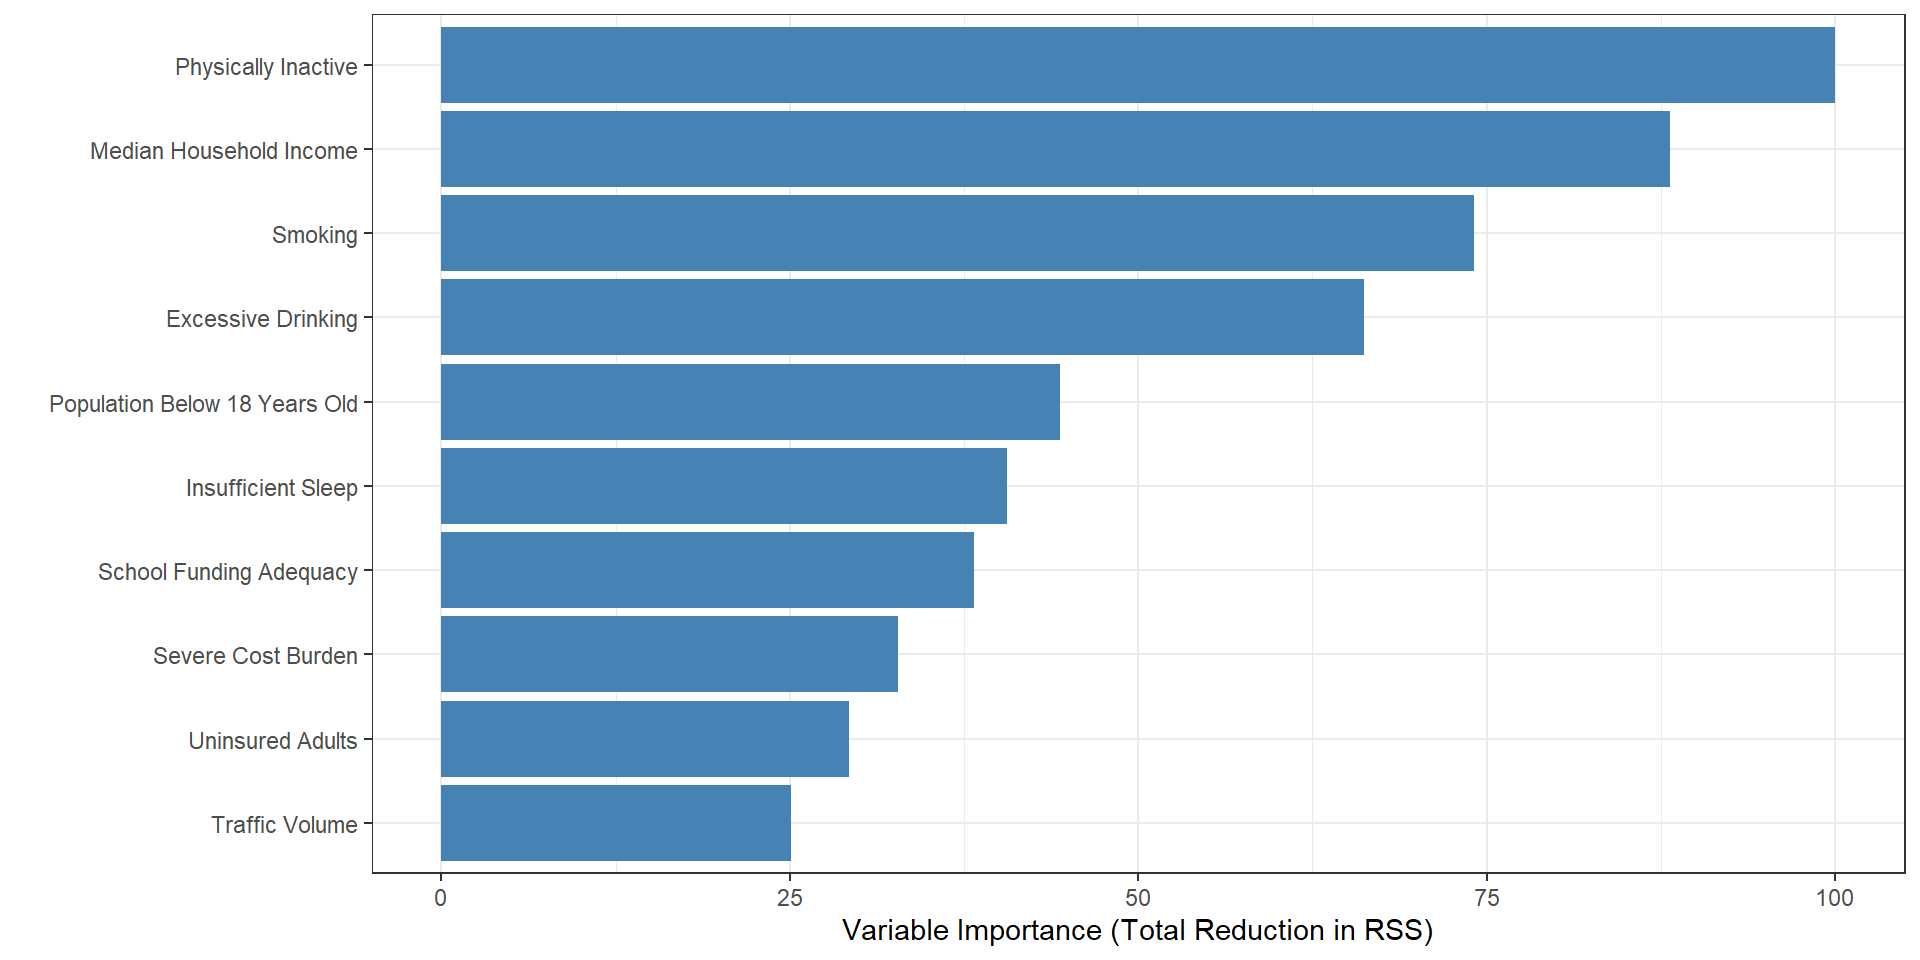 Physically Inactive
Median Household Income
Smoking
Excessive Drinking
Population Below 18 Years Old
Insufficient Sleep
School Funding Adequacy
Severe Cost Burden
Uninsured Adults
Traffic Volume
0 25 50 75 100
Variable Importance (Total Reduction in RSS)